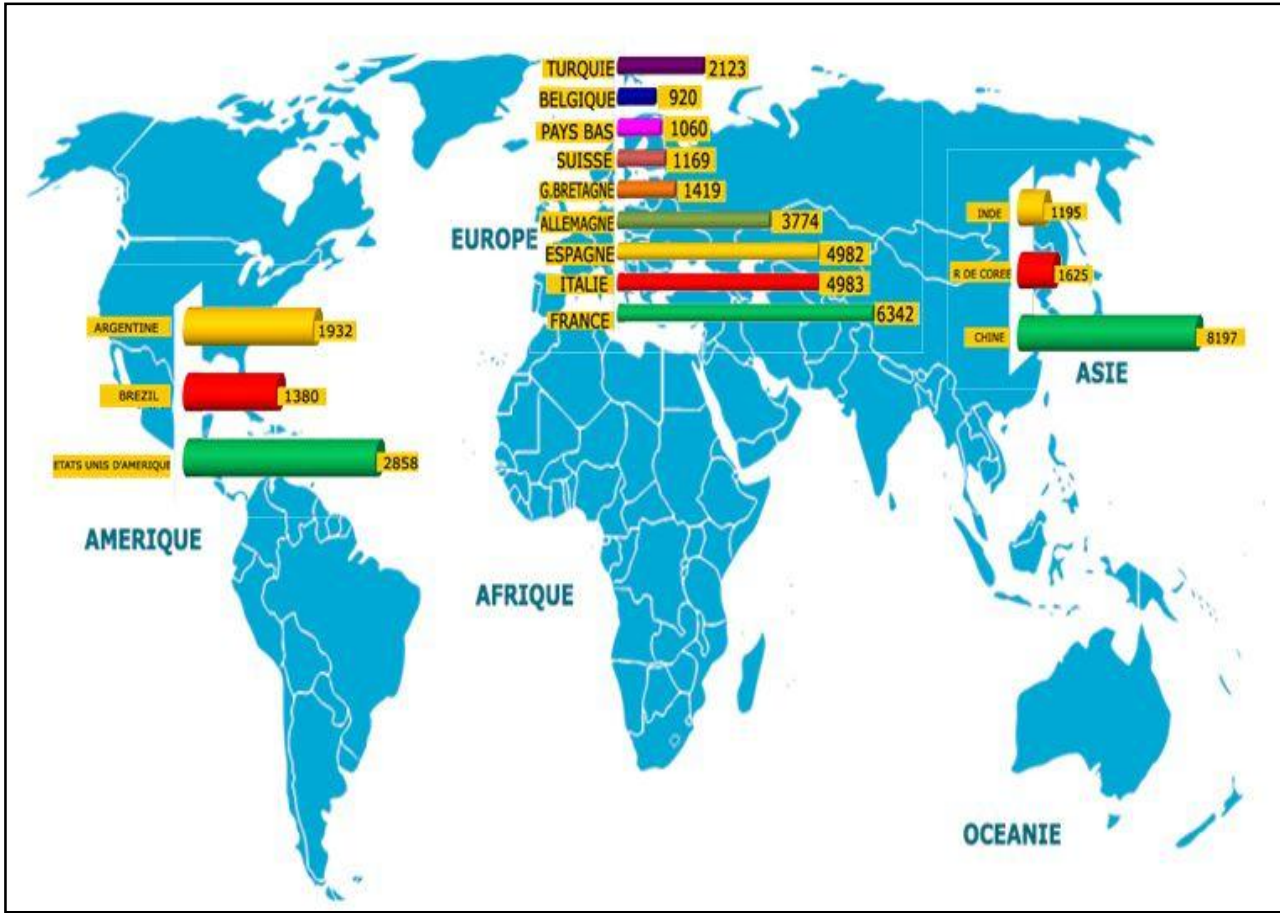 TURQUIE 2123
BELGIQUE 920
PAYS BAS 1060
SUISSE 1169
G.BRETAGNE 1419
ALLEMAGNE 3774
EUROPE
ESPAGNE 4982
ITALIE 4983
FRANCE 6342
INDE 1195
R DE COREE 1625
CHINE 8197
ASIE
ARGENTINE 1932
BREZIL 1380
ETATS UNIS D'AMERIQUE 2858
AMÉRIQUE
AFRIQUE
OCEANIE